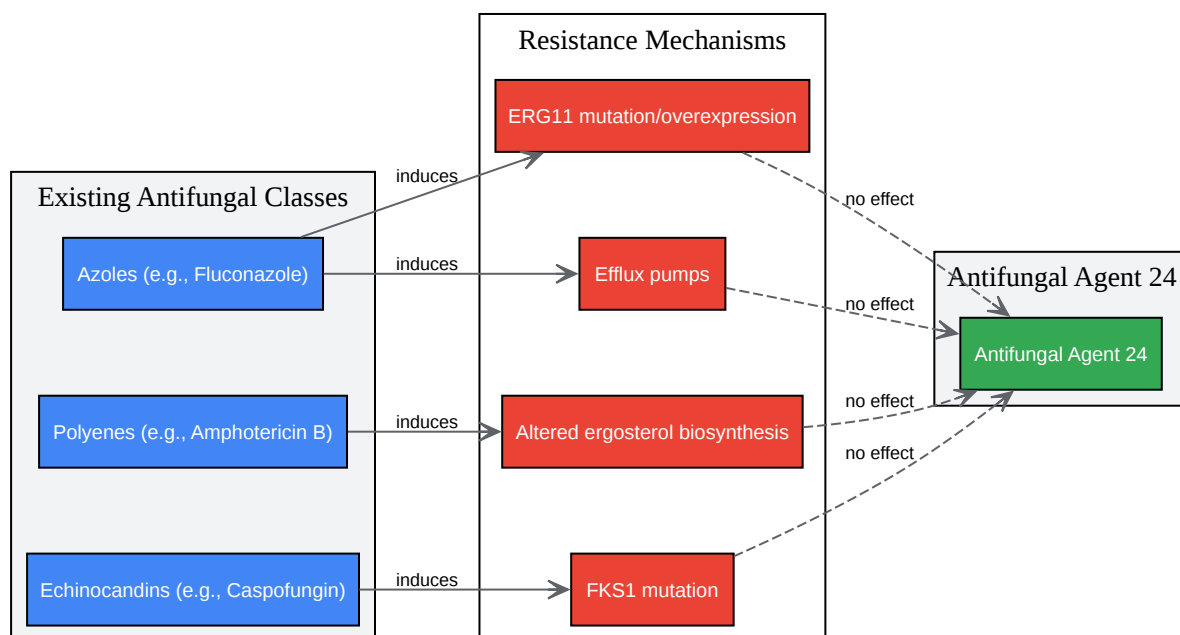 Resistance Mechanisms
ERG11 mutation/overexpression
induces
no effect
Existing Antifungal Classes
Azoles (e.g., Fluconazole)
induces
Efflux pumps
no effect
Antifungal Agent 24
Antifungal Agent 24
Polyenes (e.g., Amphotericin B)
induces
Altered ergosterol biosynthesis
no effect
no effect
Echinocandins (e.g., Caspofungin)
induces
FKS1 mutation